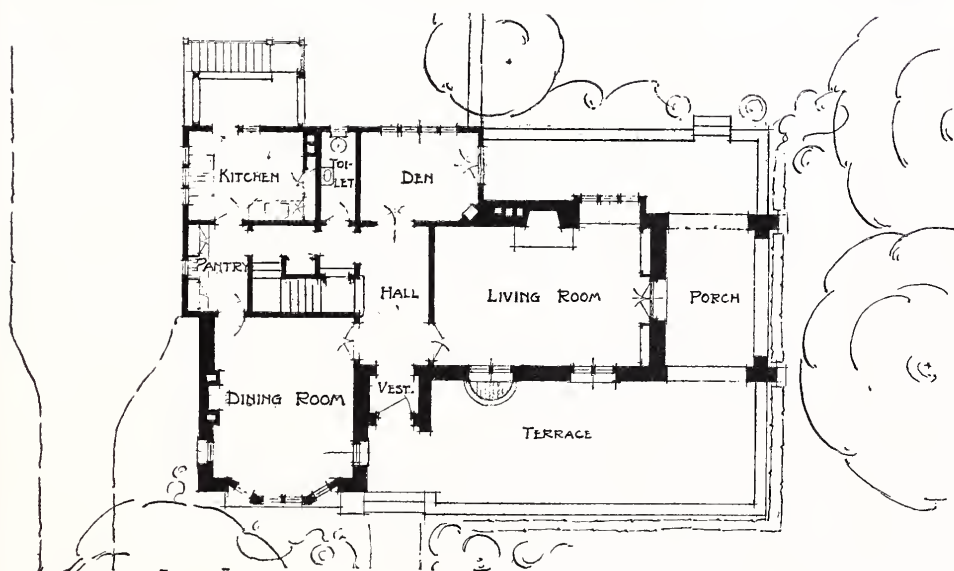 KITCHEN
TOI-
LET
DEN
PANTRY
HALL
LIVING ROOM
PORCH
DINING ROOM
VEST.
TERRACE